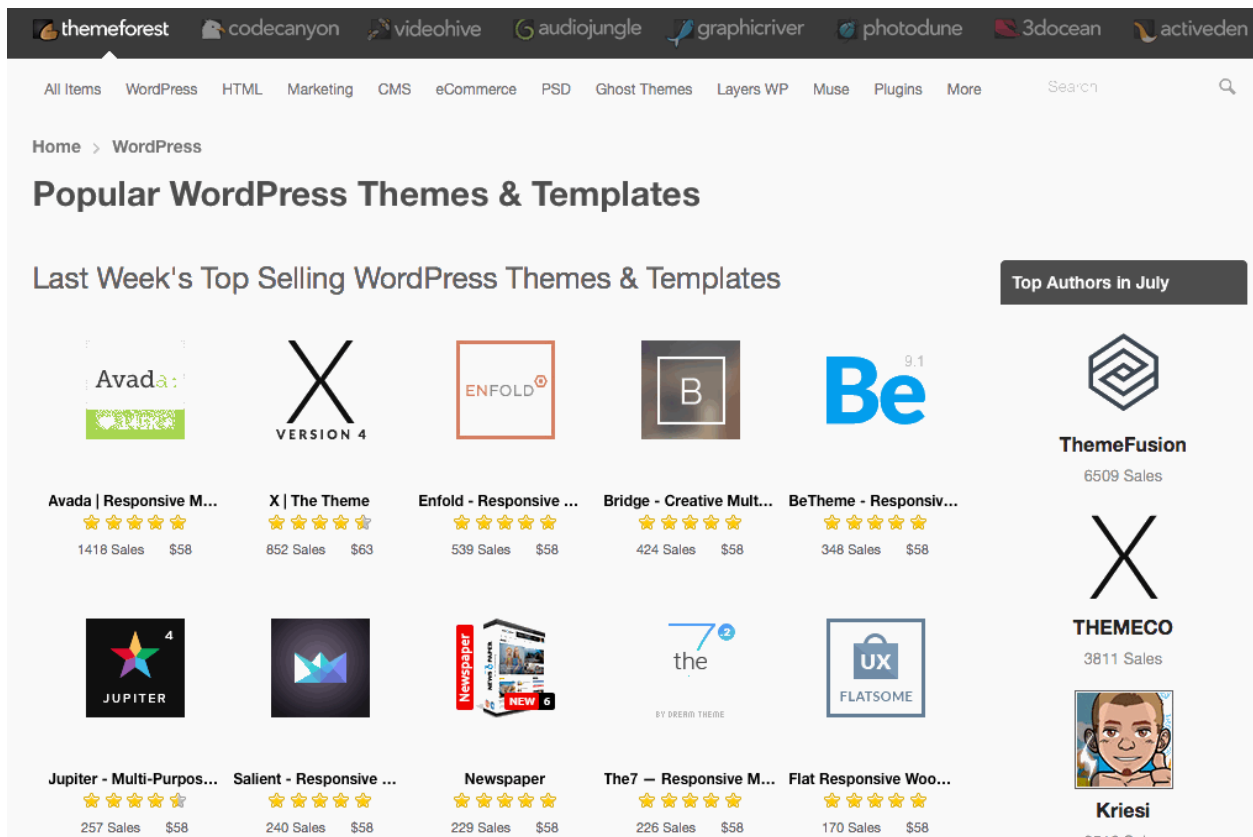 themeforest codecanyon videohive audiojungle graphicriver photodune 3docean activeden
All Items WordPress HTML Marketing CMS eCommerce PSD Ghost Themes Layers WP Muse Plugins More Search
Home > WordPress
Popular WordPress Themes & Templates
Last Week's Top Selling WordPress Themes & Templates
Top Authors in July
Avada:
X
VERSION 4
ENFOLD
B
Be 9.1
Avada | Responsive M... X | The Theme Enfold - Responsive ... Bridge - Creative Mult... BeTheme - Responsiv...
1418 Sales $58 852 Sales $63 539 Sales $58 424 Sales $58 348 Sales $58
ThemeFusion
6509 Sales
X
THEMECO
3811 Sales
4
JUPITER
Newspaper
NEWSPAPER
NEW 6
7.2
the
BY DREAM THEME
UX
FLATSOME
Jupiter - Multi-Purpos... Salient - Responsive ... Newspaper The7 — Responsive M... Flat Responsive Woo...
257 Sales $58 240 Sales $58 229 Sales $58 226 Sales $58 170 Sales $58
Kriesi